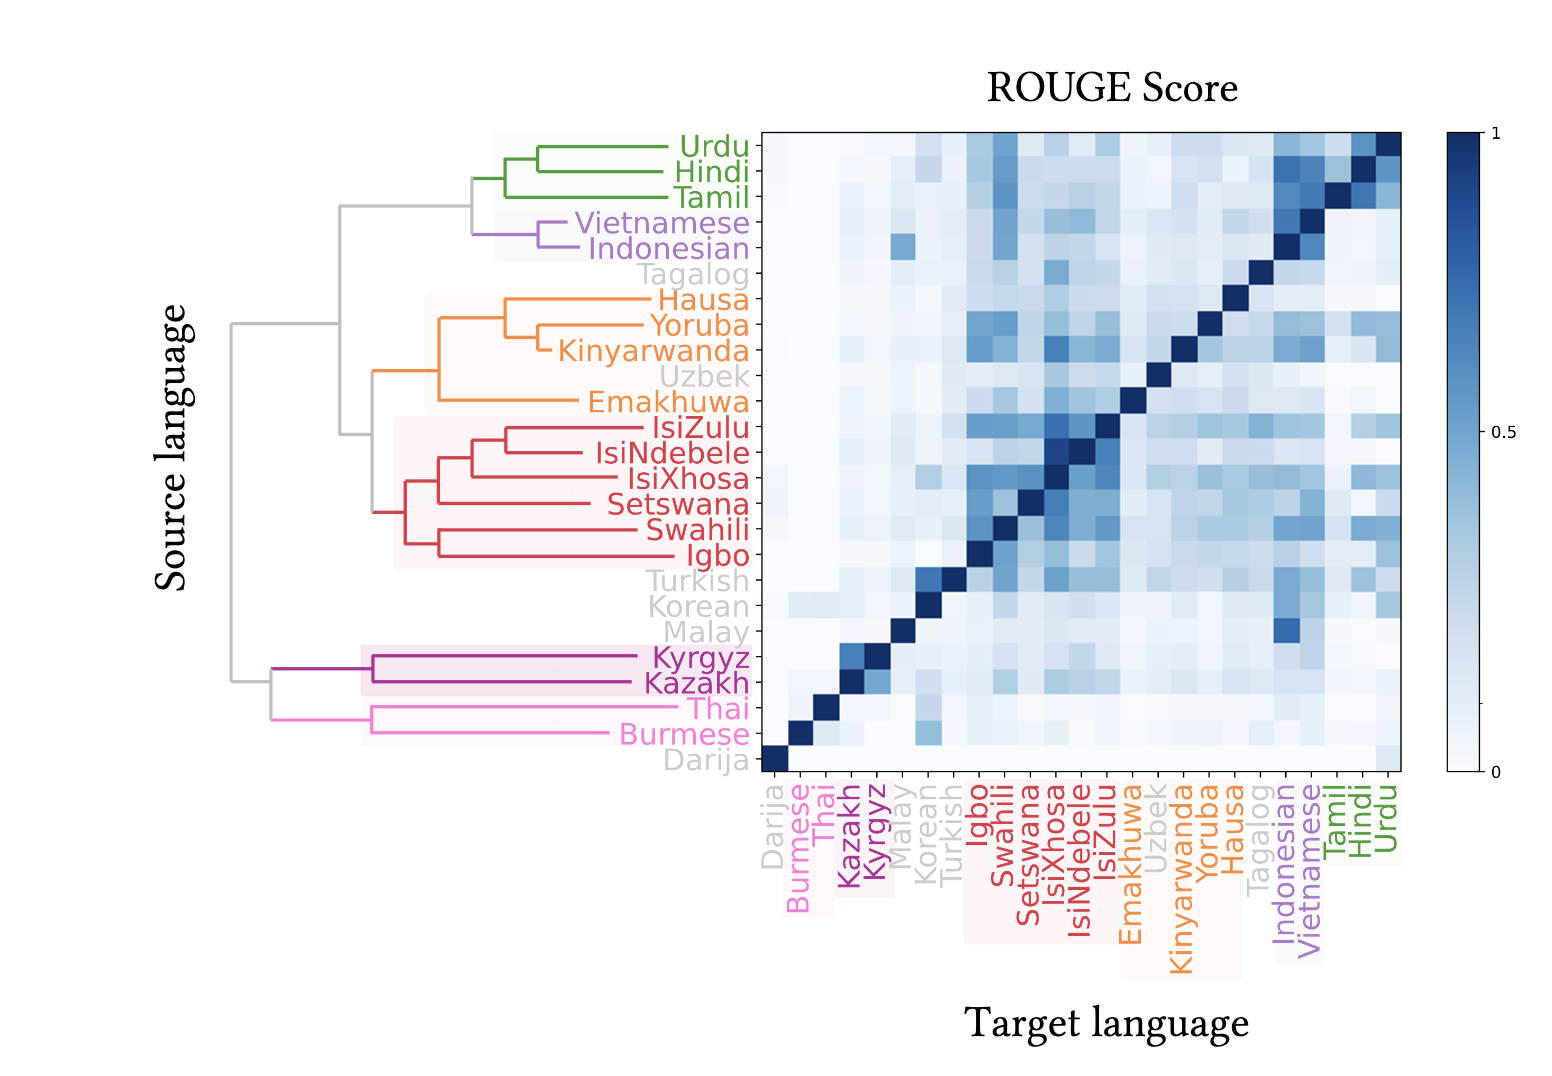 ROUGE Score
Source language
Urdu
Hindi
Tamil
Vietnamese
Indonesian
Tagalog
Hausa
Yoruba
Kinyarwanda
Uzbek
Emakhuwa
IsiZulu
IsiNdebele
IsiXhosa
Setswana
Swahili
Igbo
Turkish
Korean
Malay
Kyrgyz
Kazakh
Thai
Burmese
Darija
1
0.5
0
Darija
Burmese
Thai
Kazakh
Kyrgyz
Malay
Korean
Turkish
Igbo
Swahili
Setswana
IsiXhosa
IsiNdebele
IsiZulu
Emakhuwa
Uzbek
Kinyarwanda
Yoruba
Hausa
Tagalog
Indonesian
Vietnamese
Tamil
Hindi
Urdu
Target language